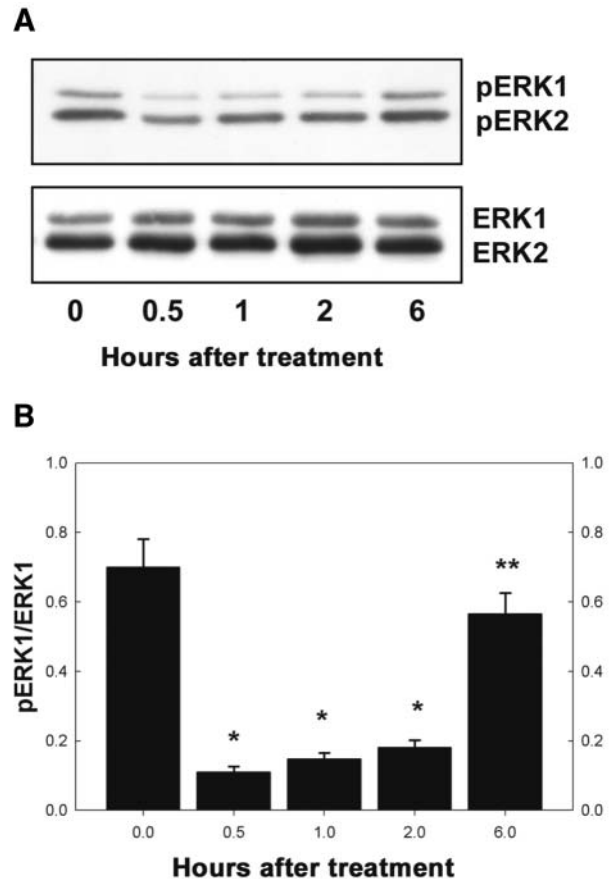 A
pERK1
pERK2
ERK1
ERK2
0 0.5 1 2 6
Hours after treatment
B
1.0 1.0
0.8 0.8
**
0.6 0.6
pERK1/ERK1
0.4 0.4
* * *
0.2 0.2
0.0 0.0
0.0 0.5 1.0 2.0 6.0
Hours after treatment